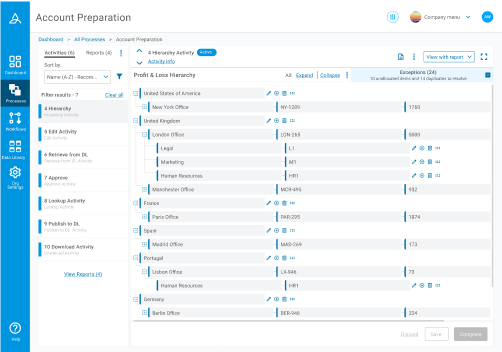 Account Preparation
Company menu
AW
Dashboard > All Processes > Account Preparation
Dashboard
Processes
Workflows
Data Library
Org Settings
Help
Activities (6)
Reports (4)
Sort by
Name (A-Z) - Recom...
Filter results - 7
Clear all
4 Hierarchy
Hierarchy Activity
5 Edit Activity
Edit Activity
6 Retrieve from DL
Retrieve from DL Activity
7 Approve
Approve Activity
8 Lookup Activity
Lookup Activity
9 Publish to DL
Publish to DL Activity
10 Download Activity
Download Activity
View Reports (4)
4 Hierarchy Activity
Active
Activity info
View with report
Profit & Loss Hierarchy
All
Expand
Collapse
Exceptions (24)
10 unallocated items and 14 duplicates to resolve
United States of America
New York Office
NY-1209
1760
United Kingdom
London Office
LON-265
5000
Legal
L1
Marketing
M1
Human Resources
HR1
Manchester Office
MCR-495
932
France
Paris Office
PAR-295
1874
Spain
Madrid Office
MAD-269
173
Portugal
Lisbon Office
LX-946
73
Human Resources
HR1
Germany
Berlin Office
BER-946
234
Save
Complete